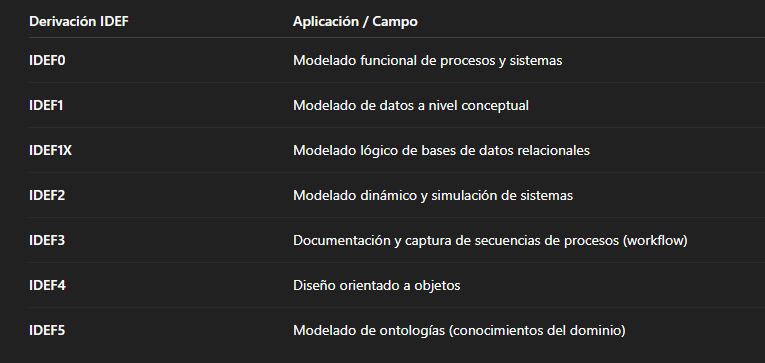 Derivación IDEF Aplicación / Campo
IDEF0 Modelado funcional de procesos y sistemas
IDEF1 Modelado de datos a nivel conceptual
IDEF1X Modelado lógico de bases de datos relacionales
IDEF2 Modelado dinámico y simulación de sistemas
IDEF3 Documentación y captura de secuencias de procesos (workflow)
IDEF4 Diseño orientado a objetos
IDEF5 Modelado de ontologías (conocimientos del dominio)